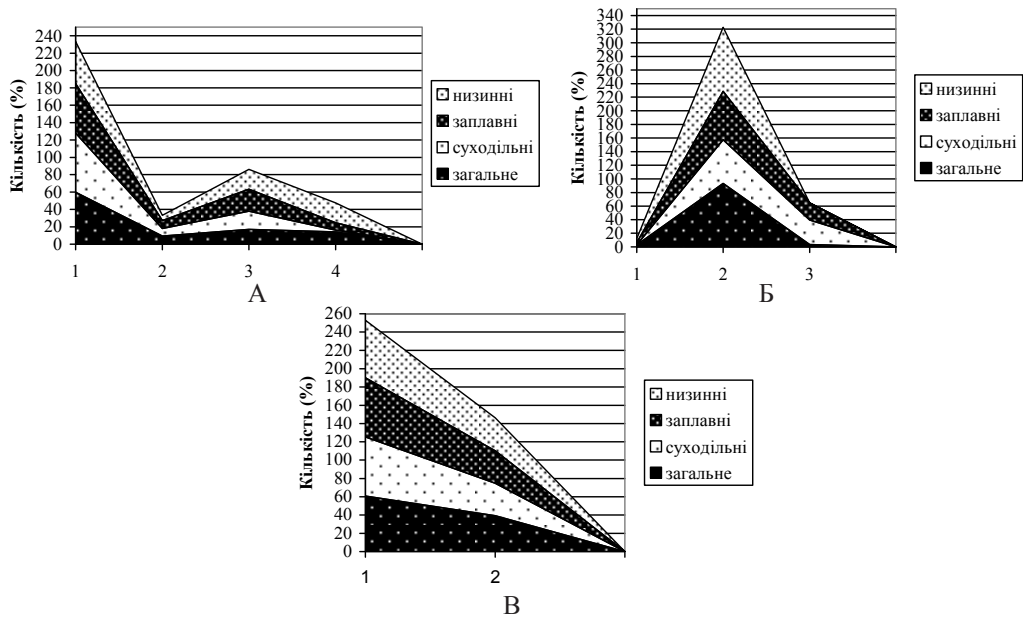 Кількість (%)
240
220
200
180
160
140
120
100
80
60
40
20
0
1 2 3 4
низинні
заплавні
суходільні
загальне
А
Кількість (%)
340
320
300
280
260
240
220
200
180
160
140
120
100
80
60
40
20
0
1 2 3
низинні
заплавні
суходільні
загальне
Б
Кількість (%)
260
240
220
200
180
160
140
120
100
80
60
40
20
0
1 2
низинні
заплавні
суходільні
загальне
В